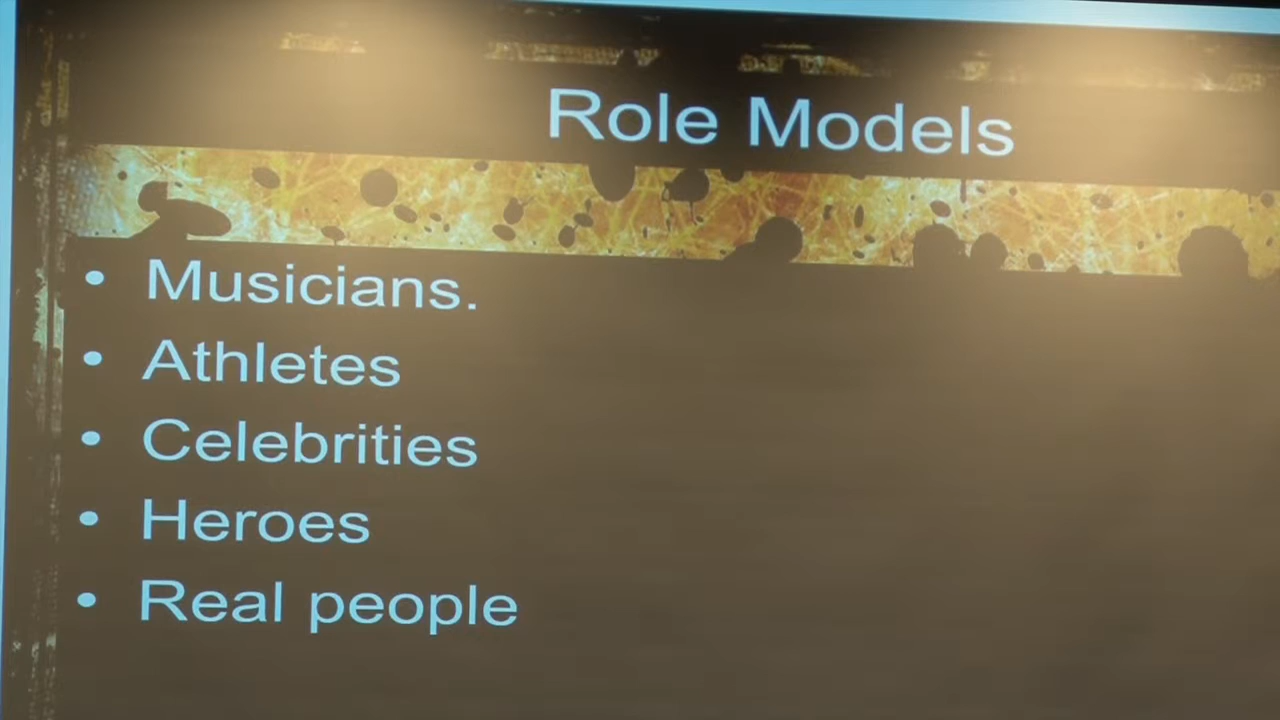 Role Models
• Musicians.
• Athletes
• Celebrities
• Heroes
• Real people